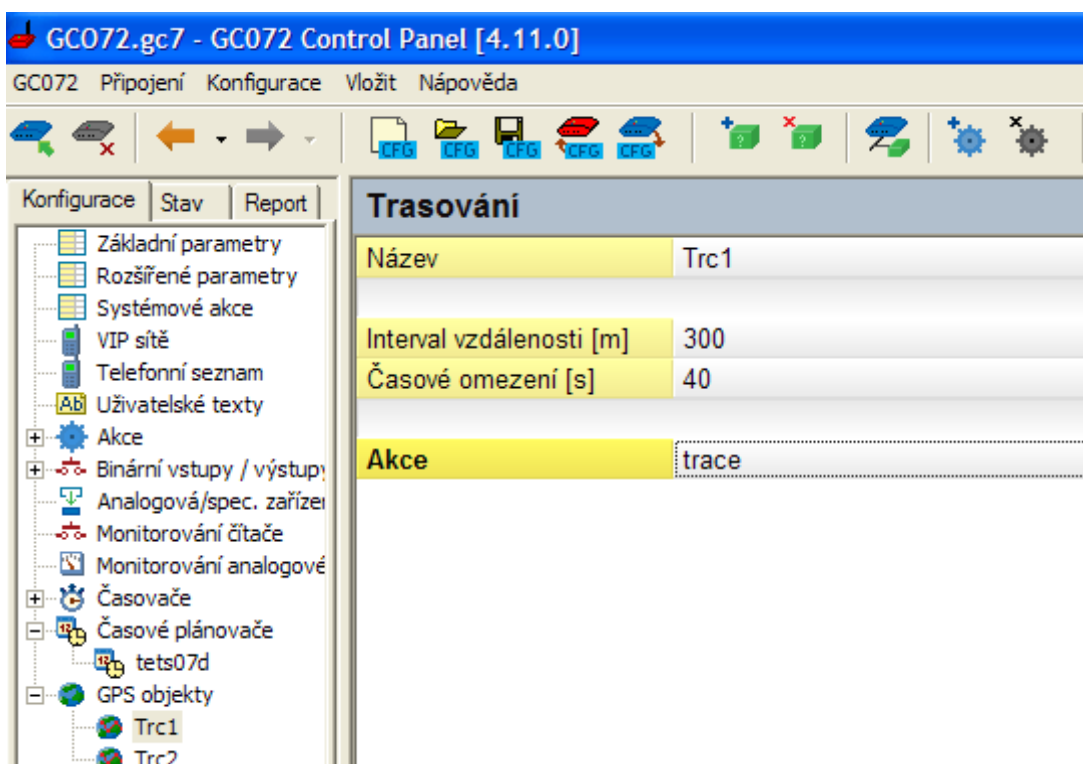 GCO72.gc7 - GC072 Control Panel [4.11.0]
GC072 Připojení Konfigurace Vložit Nápověda
CFG CFG CFG CFG CFG
Konfigurace Stav Report
Základní parametry
Rozšířené parametry
Systémové akce
VIP sítě
Telefonní seznam
Ab Uživatelské texty
Akce
Binární vstupy / výstupy
Analogová/spec. zaříze
Monitorování čítače
Monitorování analogové
Časovače
Časové plánovače
tets07d
GPS objekty
Trc1
Trc2
Trasování
Název Trc1
Interval vzdálenosti [m] 300
Časové omezení [s] 40
Akce trace